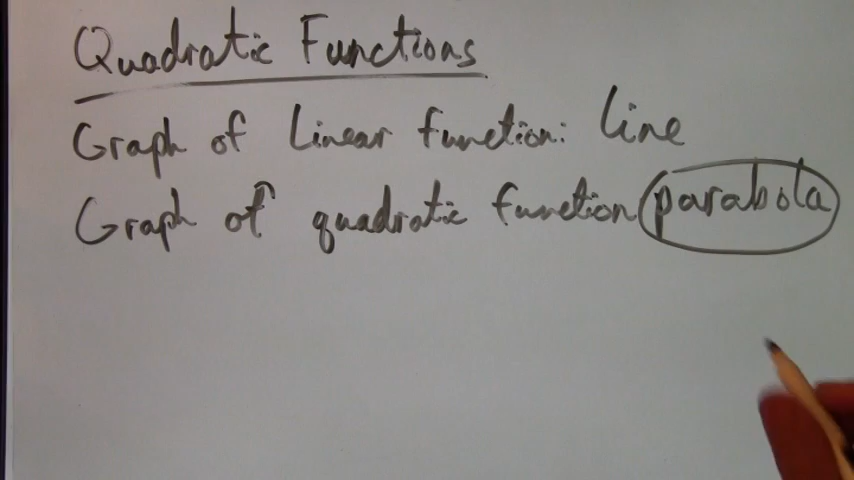 Quadratic Functions
Graph of Linear function: line
Graph of quadratic function parabola